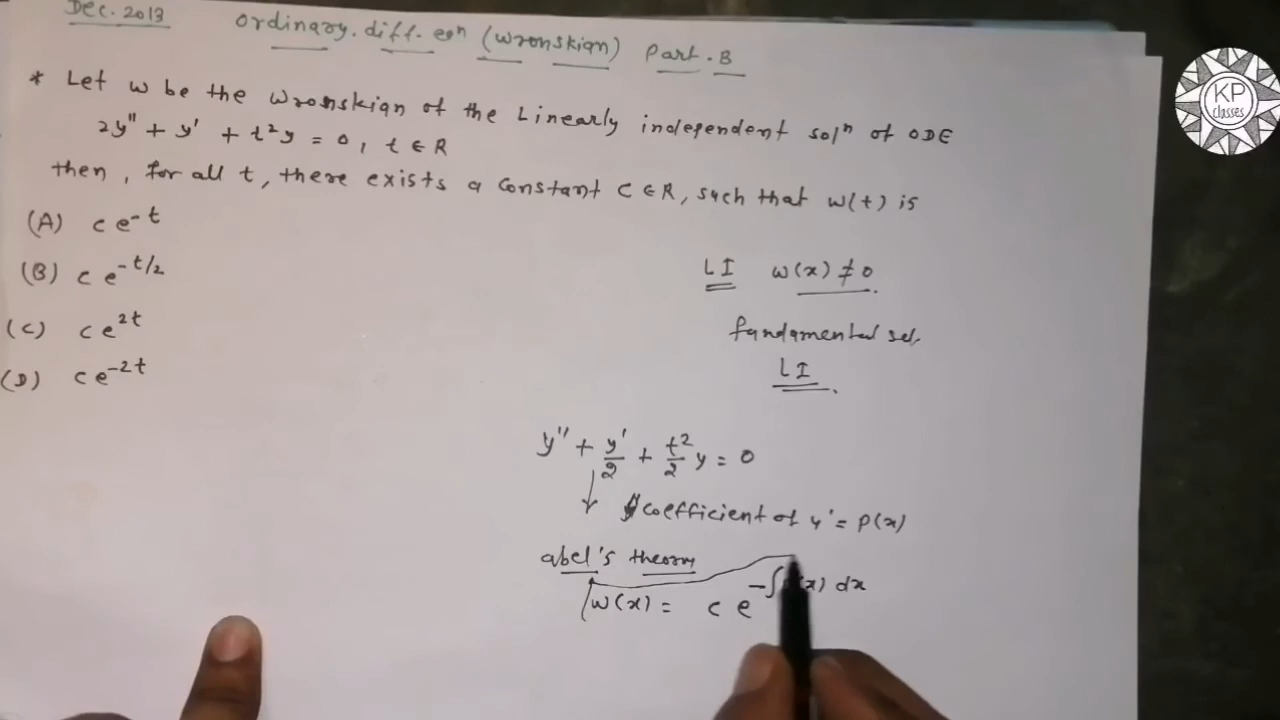 Dec. 2013
Ordinary. diff. eqn (Wronskian) Part. B
* Let w be the Wronskian of the Linearly independent solⁿ of ODE
2y'' + y' + t²y = 0, t ∈ R
then, for all t, there exists a constant C ∈ R, such that w(t) is
(A) c e^-t
(B) c e^-t/2
(C) c e^2t
(D) c e^-2t
LI w(x) ≠ 0
fundamental sol.
LI
y'' + y'/2 + t²/2 y = 0
coefficient of y' = P(x)
abel's theorm
w(x) = c e^-∫(x) dx
KP
classes